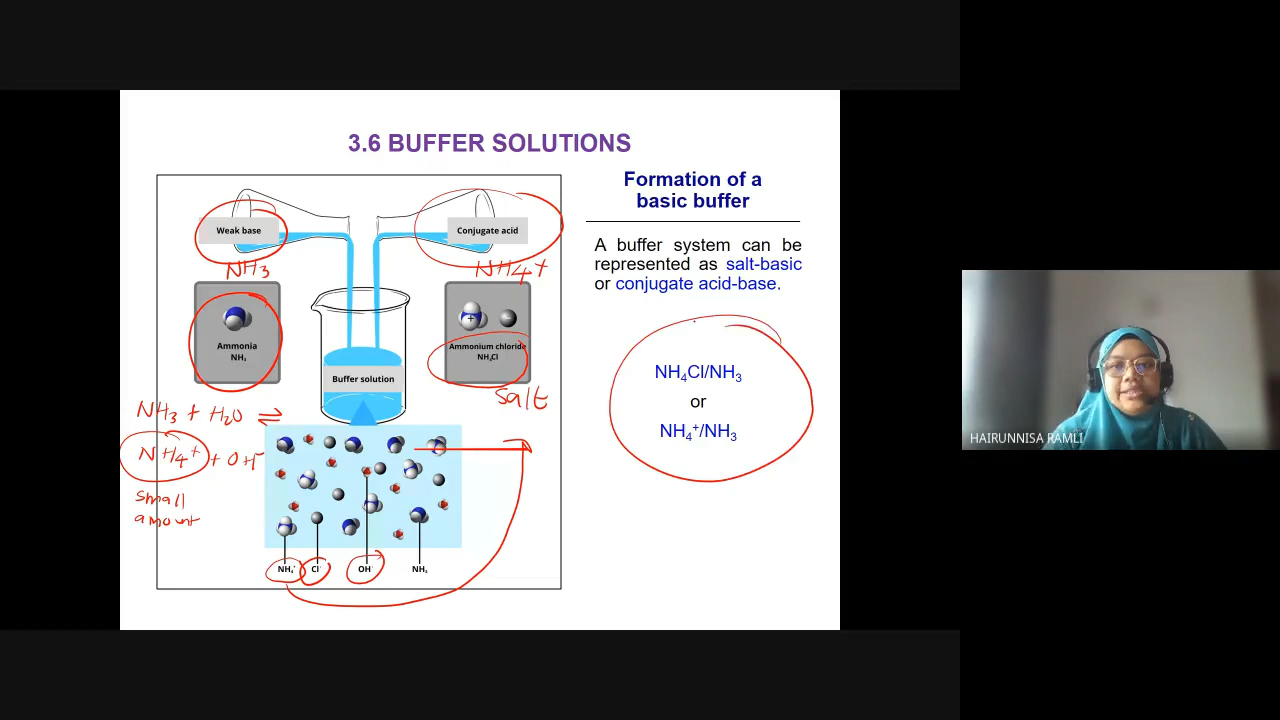 3.6 BUFFER SOLUTIONS
Weak base
Conjugate acid
NH3
NH4+
Ammonia
NH₃
Ammonium chloride
NH₄Cl
Salt
Buffer solution
NH3 + H2O ⇌
NH4+ + OH-
small
amount
NH₄⁺ Cl⁻ OH⁻ NH₃
Formation of a
basic buffer
A buffer system can be
represented as salt-basic
or conjugate acid-base.
NH₄Cl/NH₃
or
NH₄⁺/NH₃
HAIRUNNISA RAMLI